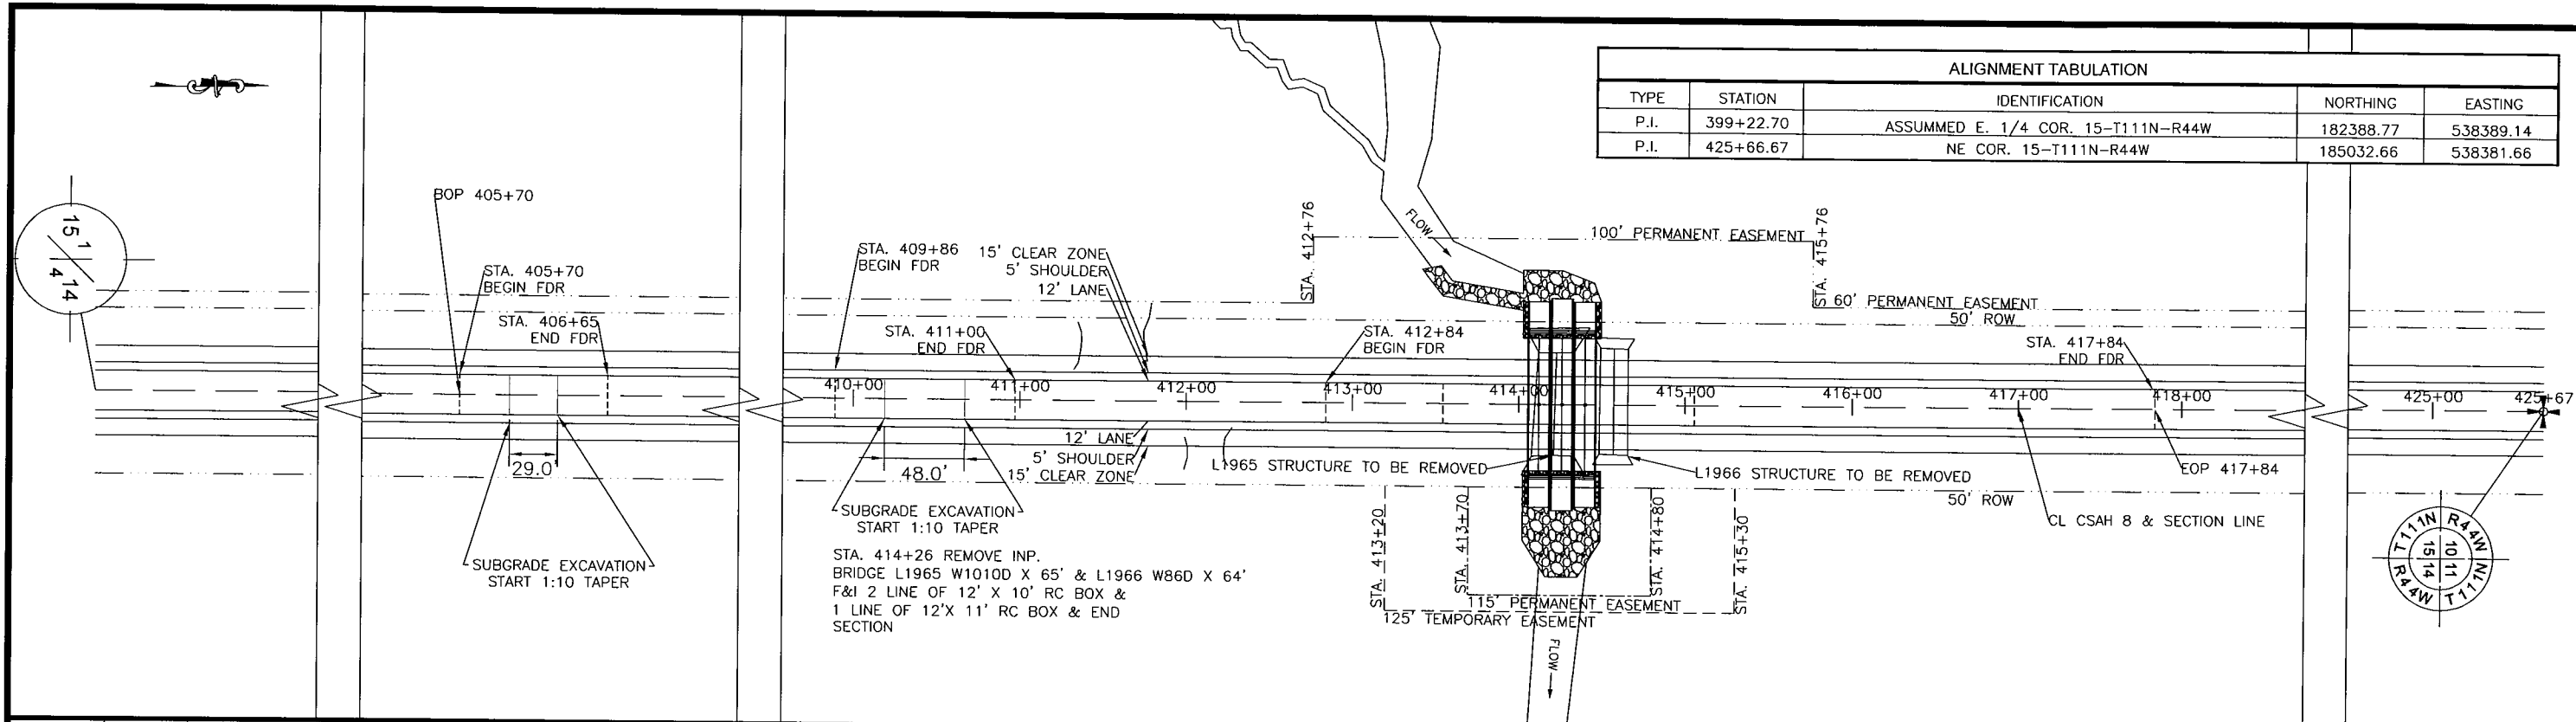 ALIGNMENT TABULATION
TYPE STATION IDENTIFICATION NORTHING EASTING
P.I. 399+22.70 ASSUMMED E. 1/4 COR. 15-T111N-R44W 182388.77 538389.14
P.I. 425+66.67 NE COR. 15-T111N-R44W 185032.66 538381.66
15 1
4 14
BOP 405+70
STA. 405+70
BEGIN FDR
STA. 406+65
END FDR
29.0'
SUBGRADE EXCAVATION
START 1:10 TAPER
STA. 409+86
BEGIN FDR
15' CLEAR ZONE
5' SHOULDER
12' LANE
STA. 411+00
END FDR
STA. 412+84
BEGIN FDR
STA. 412+76
FLOW
100' PERMANENT EASEMENT
STA. 415+76
60' PERMANENT EASEMENT
50' ROW
STA. 417+84
END FDR
410+00
411+00
412+00
413+00
414+00
415+00
416+00
417+00
418+00
425+00
425+67
12' LANE
5' SHOULDER
15' CLEAR ZONE
48.0'
SUBGRADE EXCAVATION
START 1:10 TAPER
L1965 STRUCTURE TO BE REMOVED
L1966 STRUCTURE TO BE REMOVED
EOP 417+84
50' ROW
CL CSAH 8 & SECTION LINE
STA. 414+26 REMOVE INP.
BRIDGE L1965 W1010D X 65' & L1966 W86D X 64'
F&I 2 LINE OF 12' X 10' RC BOX &
1 LINE OF 12'X 11' RC BOX & END
SECTION
STA. 413+20
STA. 413+70
STA. 414+80
STA. 415+30
115' PERMANENT EASEMENT
125' TEMPORARY EASEMENT
FLOW
T111N R44W
10 11
15 14
R44W T111N